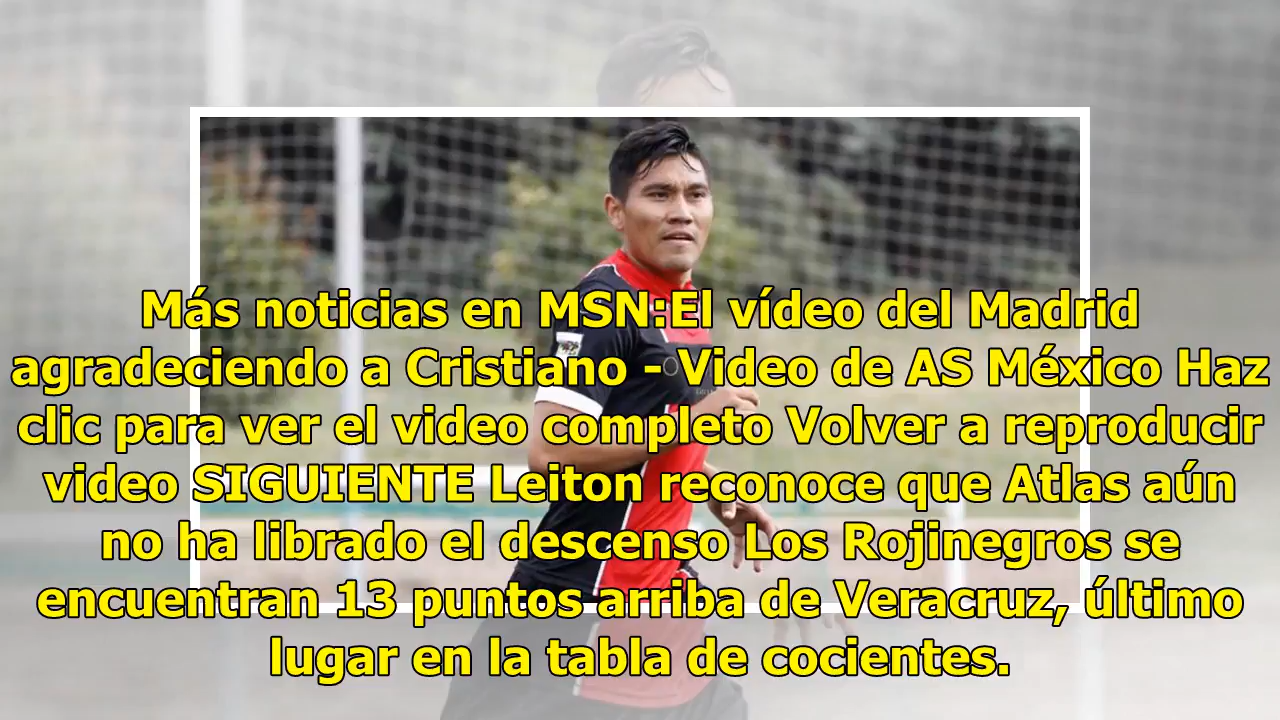 Más noticias en MSN:El vídeo del Madrid
agradeciendo a Cristiano - Video de AS México Haz
clic para ver el video completo Volver a reproducir
video SIGUIENTE Leiton reconoce que Atlas aún
no ha librado el descenso Los Rojinegros se
encuentran 13 puntos arriba de Veracruz, último
lugar en la tabla de cocientes.